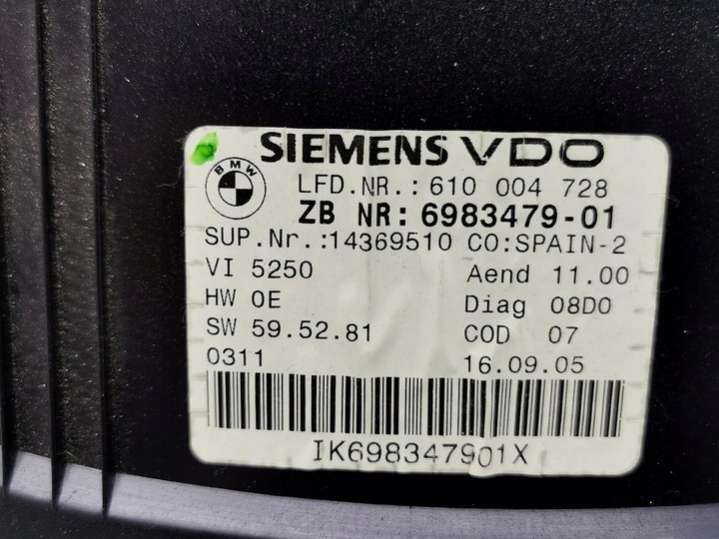 SIEMENS VDO
BMW
LFD.NR.:610 004 728
ZB NR: 6983479-01
SUP.Nr.:14369510 CO:SPAIN-2
VI 5250 Aend 11.00
HW 0E Diag 08D0
SW 59.52.81 COD 07
0311 16.09.05
IK698347901X